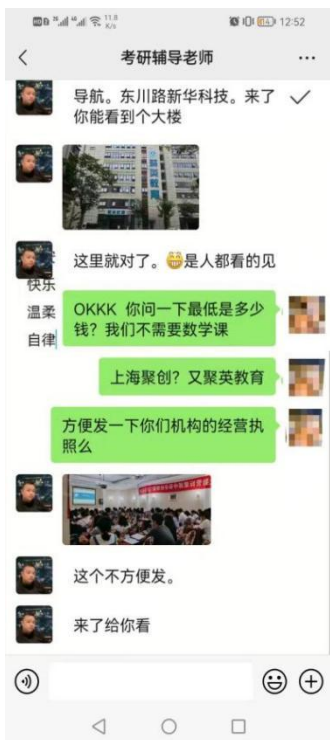 11.8
K/s
12:52
考研辅导老师
导航。东川路新华科技。来了
你能看到个大楼
这里就对了。😁是人都看的见
快乐
温柔
自律
OKKK 你问一下最低是多少
钱？我们不需要数学课
上海聚创？又聚英教育
方便发一下你们机构的经营执
照么
这个不方便发。
来了给你看